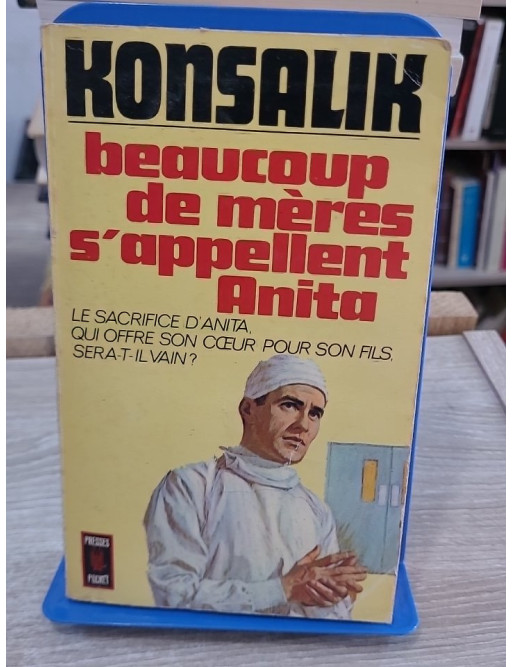 KONSALIK
beaucoup
de mères
s'appellent
Anita
LE SACRIFICE D'ANITA,
QUI OFFRE SON CŒUR POUR SON FILS,
SERA-T-IL VAIN?
PRESSES
POCKET